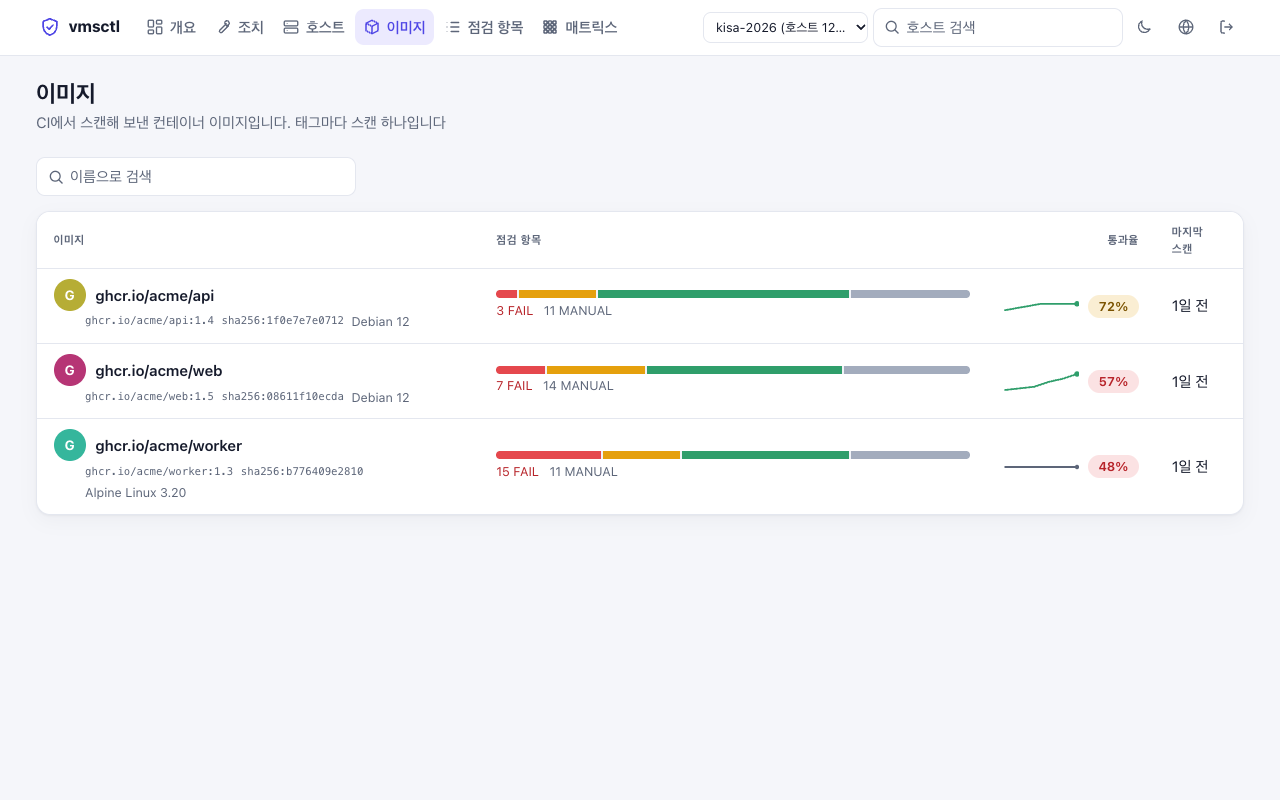 vmsctl 개요 조치 호스트 이미지 점검 항목 매트릭스 kisa-2026 (호스트 12... 호스트 검색
이미지
CI에서 스캔해 보낸 컨테이너 이미지입니다. 태그마다 스캔 하나입니다
이름으로 검색
이미지 점검 항목 통과율 마지막 스캔
G ghcr.io/acme/api
ghcr.io/acme/api:1.4 sha256:1f0e7e7e0712 Debian 12
3 FAIL 11 MANUAL
72% 1일 전
G ghcr.io/acme/web
ghcr.io/acme/web:1.5 sha256:08611f10ecda Debian 12
7 FAIL 14 MANUAL
57% 1일 전
G ghcr.io/acme/worker
ghcr.io/acme/worker:1.3 sha256:b776409e2810
Alpine Linux 3.20
15 FAIL 11 MANUAL
48% 1일 전